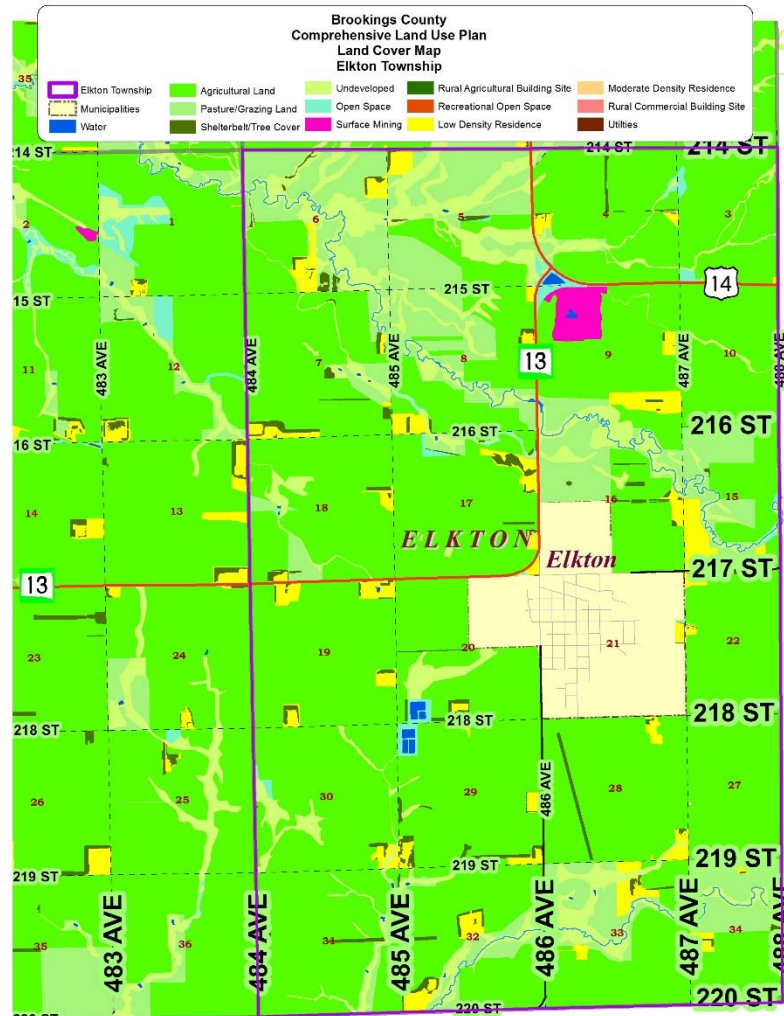 Brookings County
Comprehensive Land Use Plan
Land Cover Map
Elkton Township
Elkton Township
Agricultural Land
Undeveloped
Rural Agricultural Building Site
Moderate Density Residence
Municipalities
Pasture/Grazing Land
Open Space
Recreational Open Space
Rural Commercial Building Site
Water
Shelterbelt/Tree Cover
Surface Mining
Low Density Residence
Utilties
35
214 ST
214 ST
214 ST
2 1 6 5 4 3
15 ST
215 ST
14
483 AVE
484 AVE
485 AVE
13
487 AVE
11 12 7 8 9 10
16 ST
216 ST
216 ST
14 13 18 17 16 15
ELKTON
Elkton
13
217 ST
23 24 19 20 21 22
218 ST
218 ST
218 ST
26 25 30 29 28 27
486 AVE
219 ST
219 ST
219 ST
483 AVE
484 AVE
485 AVE
486 AVE
487 AVE
35 36 31 32 33 34
220 ST
220 ST